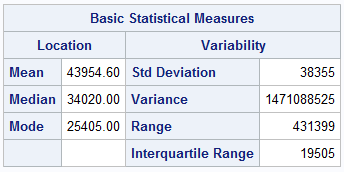 Basic Statistical Measures
Location Variability
Mean 43954.60 Std Deviation 38355
Median 34020.00 Variance 1471088525
Mode 25405.00 Range 431399
Interquartile Range 19505